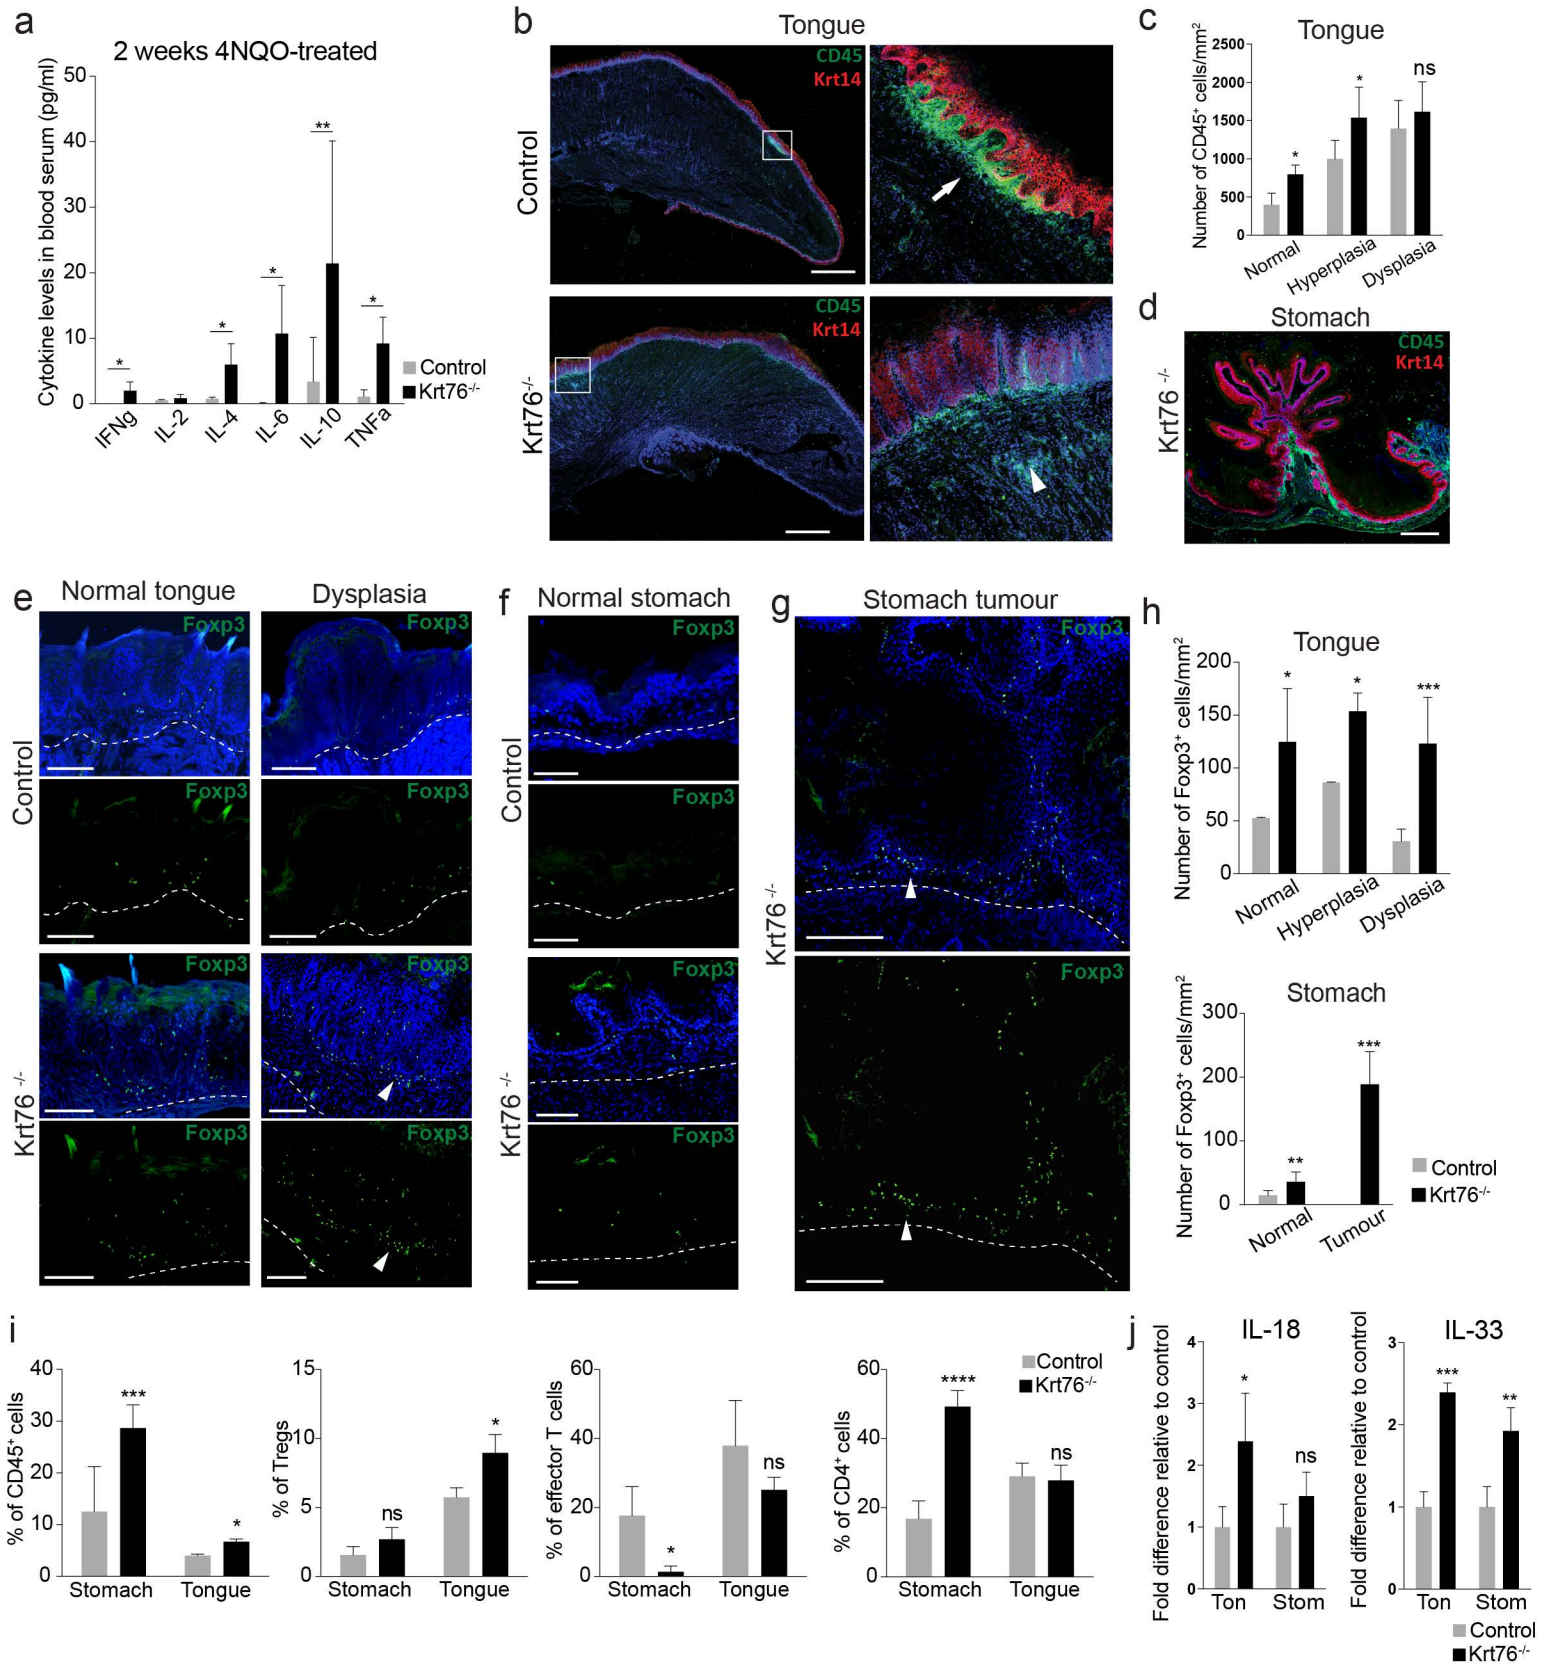 a
2 weeks 4NQO-treated
Cytokine levels in blood serum (pg/ml)
50
40
30
20
10
0
*
*
*
**
*
IFNg
IL-2
IL-4
IL-6
IL-10
TNFa
Control
Krt76-/-
b
Tongue
Control
CD45
Krt14
Krt76-/-
CD45
Krt14
c
Tongue
Number of CD45+ cells/mm2
2500
2000
1500
1000
500
0
*
*
ns
Normal
Hyperplasia
Dysplasia
d
Stomach
Krt76 -/-
CD45
Krt14
e
Normal tongue
Dysplasia
Control
Foxp3
Foxp3
Foxp3
Foxp3
Krt76 -/-
Foxp3
Foxp3
Foxp3
Foxp3
f
Normal stomach
Control
Foxp3
Foxp3
Krt76 -/-
Foxp3
Foxp3
g
Stomach tumour
Krt76 -/-
Foxp3
Foxp3
h
Tongue
Number of Foxp3+ cells/mm2
200
150
100
50
0
*
*
***
Normal
Hyperplasia
Dysplasia
Stomach
Number of Foxp3+ cells/mm2
300
200
100
0
**
***
Normal
Tumour
Control
Krt76-/-
i
% of CD45+ cells
40
30
20
10
0
***
*
Stomach
Tongue
% of Tregs
15
10
5
0
ns
*
Stomach
Tongue
% of effector T cells
60
40
20
0
*
ns
Stomach
Tongue
% of CD4+ cells
60
40
20
0
****
ns
Stomach
Tongue
Control
Krt76-/-
j
IL-18
Fold difference relative to control
4
3
2
1
0
*
ns
Ton
Stom
IL-33
Fold difference relative to control
3
2
1
0
***
**
Ton
Stom
Control
Krt76-/-